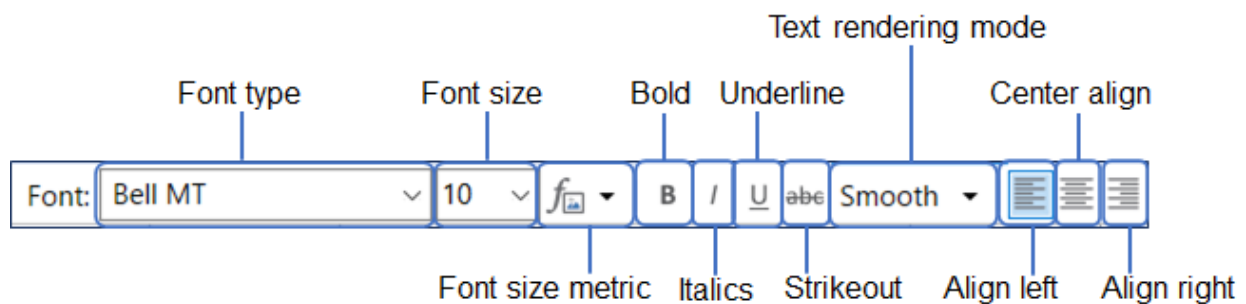 Text rendering mode
Font type Font size Bold Underline Center align
Font: Bell MT 10 f B I U abc Smooth
Font size metric Italics Strikeout Align left Align right